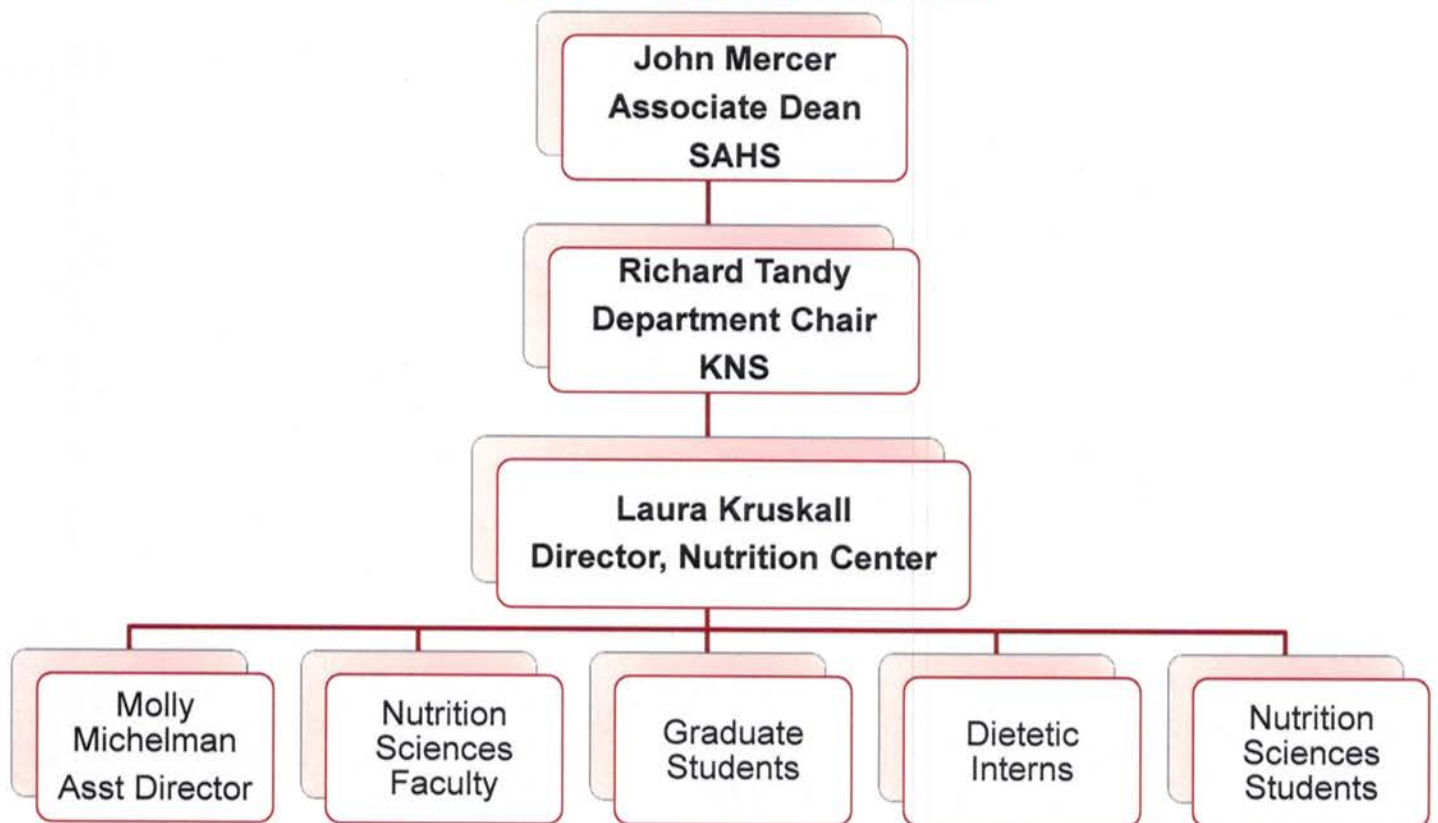 John Mercer
Associate Dean
SAHS
Richard Tandy
Department Chair
KNS
Laura Kruskall
Director, Nutrition Center
Molly
Michelman
Asst Director
Nutrition
Sciences
Faculty
Graduate
Students
Dietetic
Interns
Nutrition
Sciences
Students